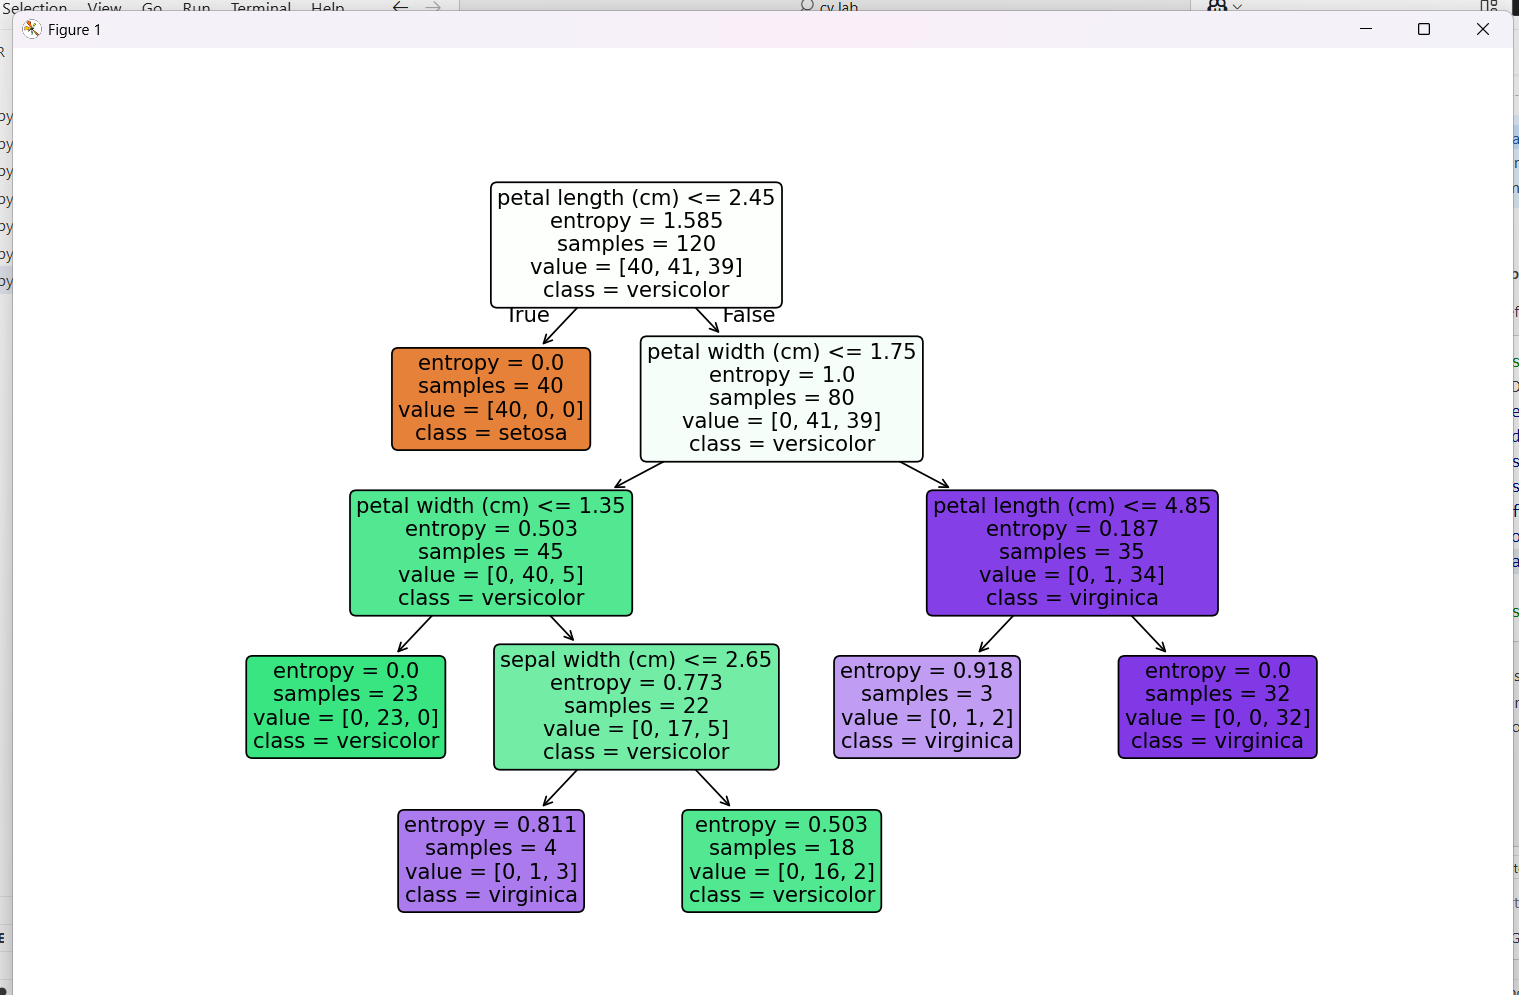 Selection View Go Run Terminal Help
cv lab
Figure 1
petal length (cm) <= 2.45
entropy = 1.585
samples = 120
value = [40, 41, 39]
class = versicolor
True
False
entropy = 0.0
samples = 40
value = [40, 0, 0]
class = setosa
petal width (cm) <= 1.75
entropy = 1.0
samples = 80
value = [0, 41, 39]
class = versicolor
petal width (cm) <= 1.35
entropy = 0.503
samples = 45
value = [0, 40, 5]
class = versicolor
petal length (cm) <= 4.85
entropy = 0.187
samples = 35
value = [0, 1, 34]
class = virginica
entropy = 0.0
samples = 23
value = [0, 23, 0]
class = versicolor
sepal width (cm) <= 2.65
entropy = 0.773
samples = 22
value = [0, 17, 5]
class = versicolor
entropy = 0.918
samples = 3
value = [0, 1, 2]
class = virginica
entropy = 0.0
samples = 32
value = [0, 0, 32]
class = virginica
entropy = 0.811
samples = 4
value = [0, 1, 3]
class = virginica
entropy = 0.503
samples = 18
value = [0, 16, 2]
class = versicolor